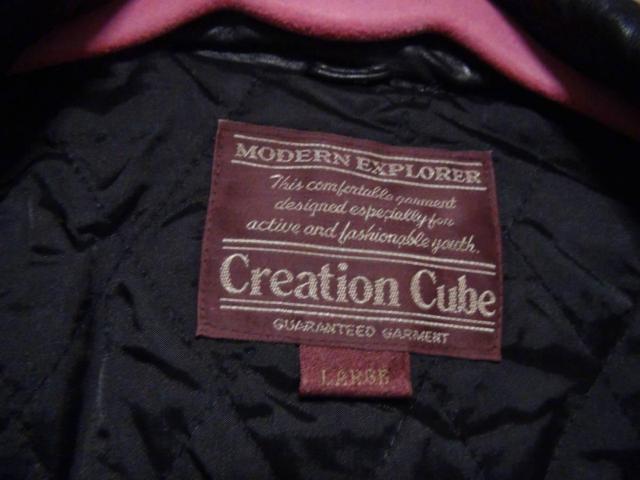 MODERN EXPLORER
This comfortable garment
designed especially for
active and fashionable youth.
Creation Cube
GUARANTEED GARMENT
LARGE